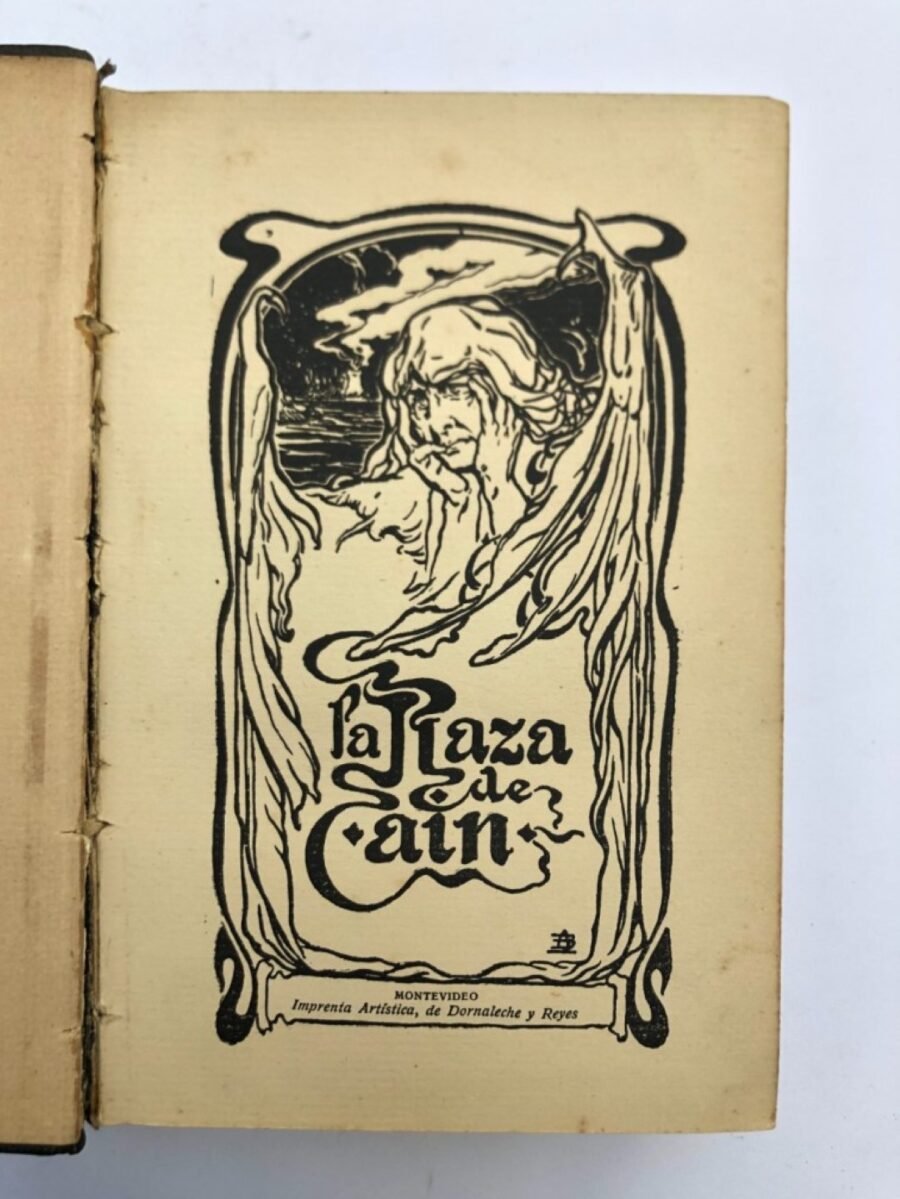 la Raza
de
Cain
MONTEVIDEO
Imprenta Artística, de Dornaleche y Reyes